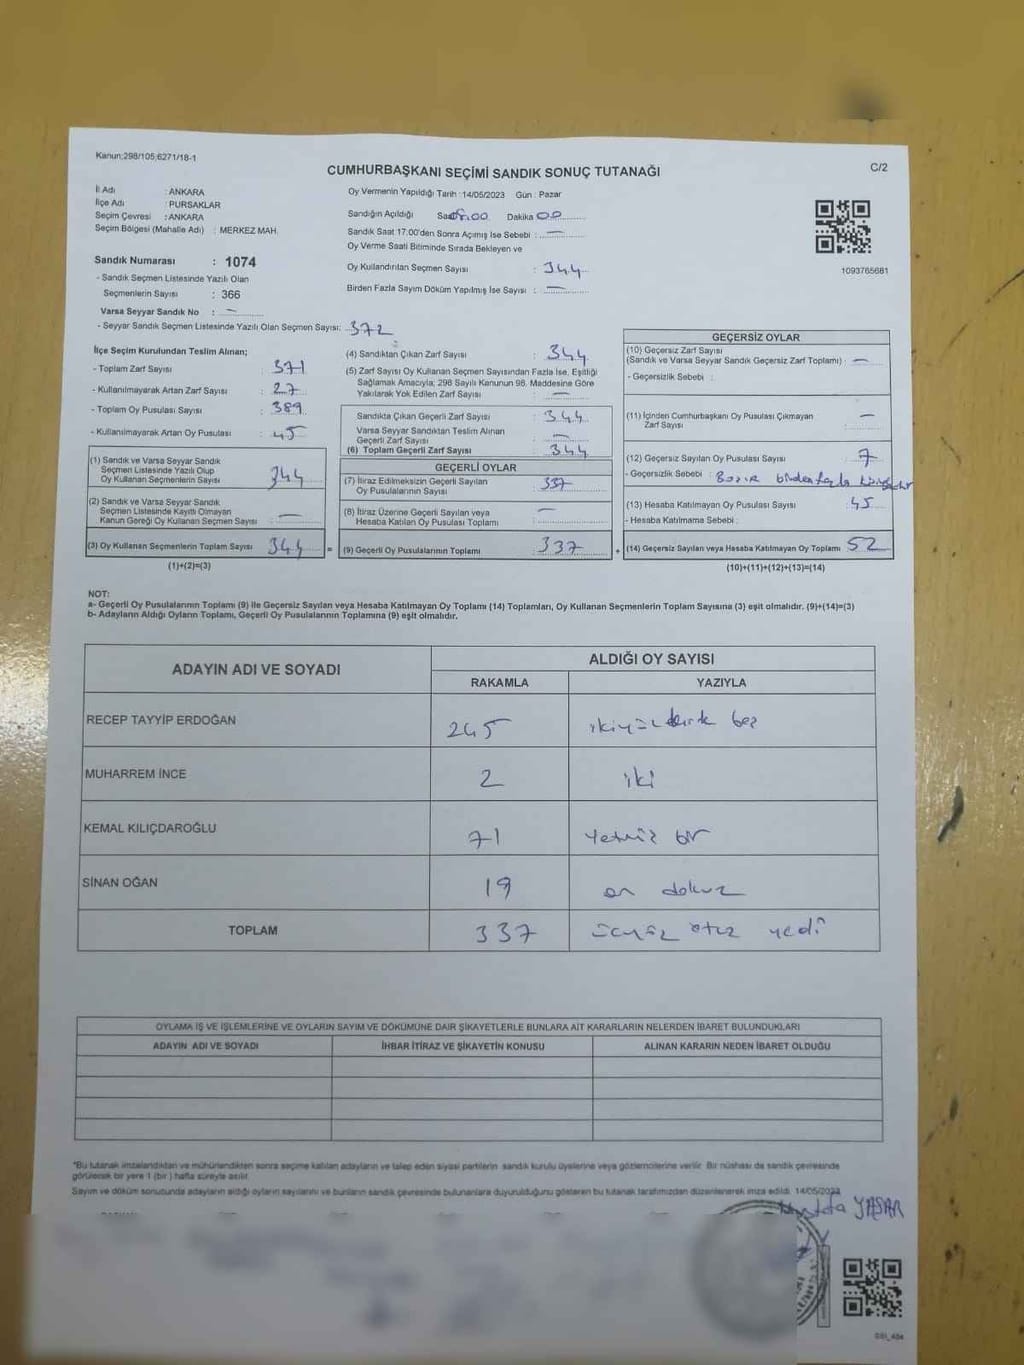 Kanun;298/105;6271/18-1
CUMHURBAŞKANI SEÇİMİ SANDIK SONUÇ TUTANAĞI
C/2
İl Adı : ANKARA
İlçe Adı : PURSAKLAR
Seçim Çevresi : ANKARA
Seçim Bölgesi (Mahalle Adı) : MERKEZ MAH.
Sandık Numarası : 1074
- Sandık Seçmen Listesinde Yazılı Olan
Seçmenlerin Sayısı : 366
Varsa Seyyar Sandık No : —
- Seyyar Sandık Seçmen Listesinde Yazılı Olan Seçmen Sayısı: 372
Oy Vermenin Yapıldığı Tarih :14/05/2023 Gün : Pazar
Sandığın Açıldığı Saat Dakika 00
Sandık Saat 17:00'den Sonra Açımış İse Sebebi : —
Oy Verme Saati Bitiminde Sırada Bekleyen ve
Oy Kullandırılan Seçmen Sayısı : 344
Birden Fazla Sayım Döküm Yapılmış İse Sayısı : —
1093765681
İlçe Seçim Kurulundan Teslim Alınan;
- Toplam Zarf Sayısı : 371
- Kullanılmayarak Artan Zarf Sayısı : 27
- Toplam Oy Pusulası Sayısı : 389
- Kullanılmayarak Artan Oy Pusulası : 45
(1) Sandık ve Varsa Seyyar Sandık
Seçmen Listesinde Yazılı Olup
Oy Kullanan Seçmenlerin Sayısı 344
(2) Sandık ve Varsa Seyyar Sandık
Seçmen Listesinde Kayıtlı Olmayan
Kanun Gereği Oy Kullanan Seçmen Sayısı —
(3) Oy Kullanan Seçmenlerin Toplam Sayısı 344 =
(1)+(2)=(3)
(4) Sandıktan Çıkan Zarf Sayısı : 344
(5) Zarf Sayısı Oy Kullanan Seçmen Sayısından Fazla İse, Eşitliği
Sağlamak Amacıyla; 298 Sayılı Kanunun 98. Maddesine Göre
Yakılarak Yok Edilen Zarf Sayısı : —
Sandıkta Çıkan Geçerli Zarf Sayısı : 344
Varsa Seyyar Sandıktan Teslim Alınan
Geçerli Zarf Sayısı : —
(6) Toplam Geçerli Zarf Sayısı : 344
GEÇERLİ OYLAR
(7) İtiraz Edilmeksizin Geçerli Sayılan
Oy Pusulalarının Sayısı : 337
(8) İtiraz Üzerine Geçerli Sayılan veya
Hesaba Katılan Oy Pusulası Toplamı : —
(9) Geçerli Oy Pusulalarının Toplamı : 337 +
GEÇERSİZ OYLAR
(10) Geçersiz Zarf Sayısı
(Sandık ve Varsa Seyyar Sandık Geçersiz Zarf Toplamı) : —
- Geçersizlik Sebebi :
(11) İçinden Cumhurbaşkanı Oy Pusulası Çıkmayan
Zarf Sayısı : —
(12) Geçersiz Sayılan Oy Pusulası Sayısı : 7
- Geçersizlik Sebebi : birden fazla
(13) Hesaba Katılmayan Oy Pusulası Sayısı : 45
- Hesaba Katılmama Sebebi :
(14) Geçersiz Sayılan veya Hesaba Katılmayan Oy Toplamı 52
(10)+(11)+(12)+(13)=(14)
NOT:
a- Geçerli Oy Pusulalarının Toplamı (9) ile Geçersiz Sayılan veya Hesaba Katılmayan Oy Toplamı (14) Toplamları, Oy Kullanan Seçmenlerin Toplam Sayısına (3) eşit olmalıdır. (9)+(14)=(3)
b- Adayların Aldığı Oyların Toplamı, Geçerli Oy Pusulalarının Toplamına (9) eşit olmalıdır.
ADAYIN ADI VE SOYADI
ALDIĞI OY SAYISI
RAKAMLA YAZIYLA
RECEP TAYYİP ERDOĞAN 245 ikiyüz kırk beş
MUHARREM İNCE 2 iki
KEMAL KILIÇDAROĞLU 71 Yetmiş bir
SİNAN OĞAN 19 on dokuz
TOPLAM 337 üçyüz otuz yedi
OYLAMA İŞ VE İŞLEMLERİNE VE OYLARIN SAYIM VE DÖKÜMÜNE DAİR ŞİKAYETLERLE BUNLARA AİT KARARLARIN NELERDEN İBARET BULUNDUKLARI
ADAYIN ADI VE SOYADI İHBAR İTİRAZ VE ŞİKAYETİN KONUSU ALINAN KARARIN NEDEN İBARET OLDUĞU
*Bu tutanak imzalandıktan ve mühürlendikten sonra seçime katılan adayların ve talep eden siyasi partilerin sandık kurulu üyelerine veya gözlemcilerine verilir. Bir nüshası da sandık çevresinde
görülecek bir yere 1 (bir) hafta süreyle asılır.
Sayım ve döküm sonucunda adayların aldığı oyların sayılarını ve bunların sandık çevresinde bulunanlara duyurulduğunu gösteren bu tutanak tarafımızdan düzenlenerek imza edildi. 14/05/2023
Mustafa YAŞAR